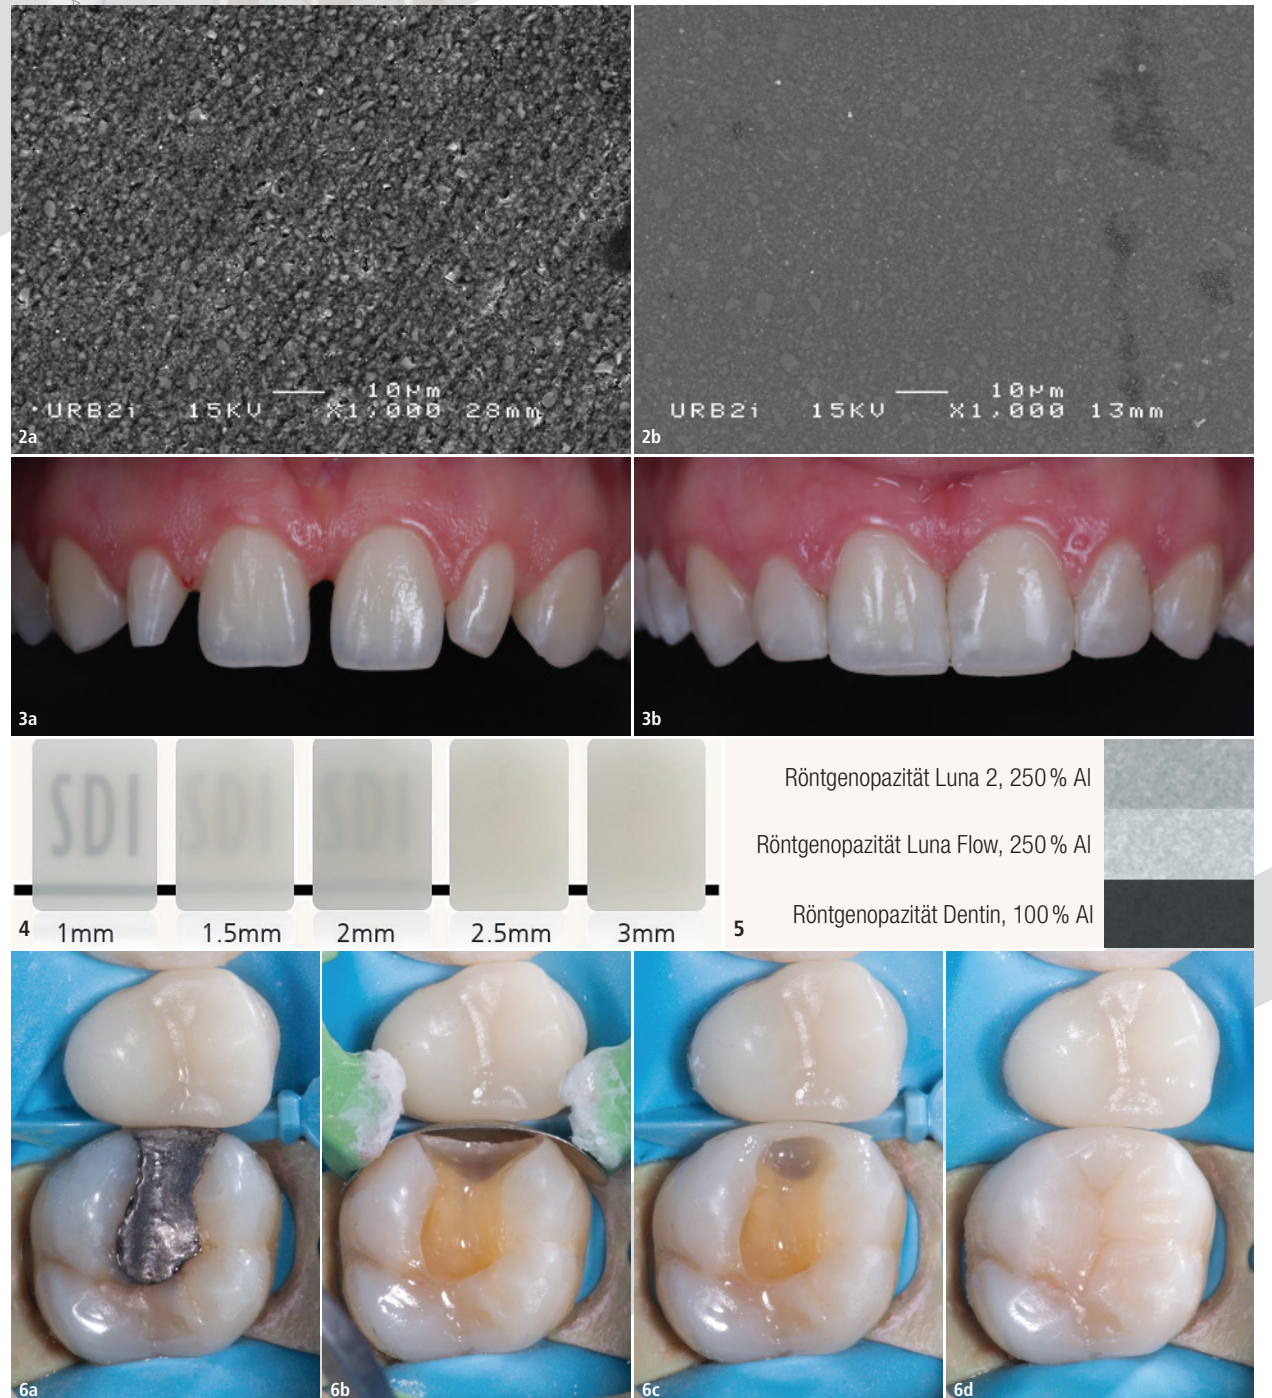 10µm
URB2i 15KV X1,000 28mm
2a
10µm
URB2i 15KV X1,000 13mm
2b
3a
3b
SDI SDI SDI
4 1mm 1.5mm 2mm 2.5mm 3mm
Röntgenopazität Luna 2, 250 % Al
Röntgenopazität Luna Flow, 250 % Al
Röntgenopazität Dentin, 100 % Al
5
6a
6b
6c
6d